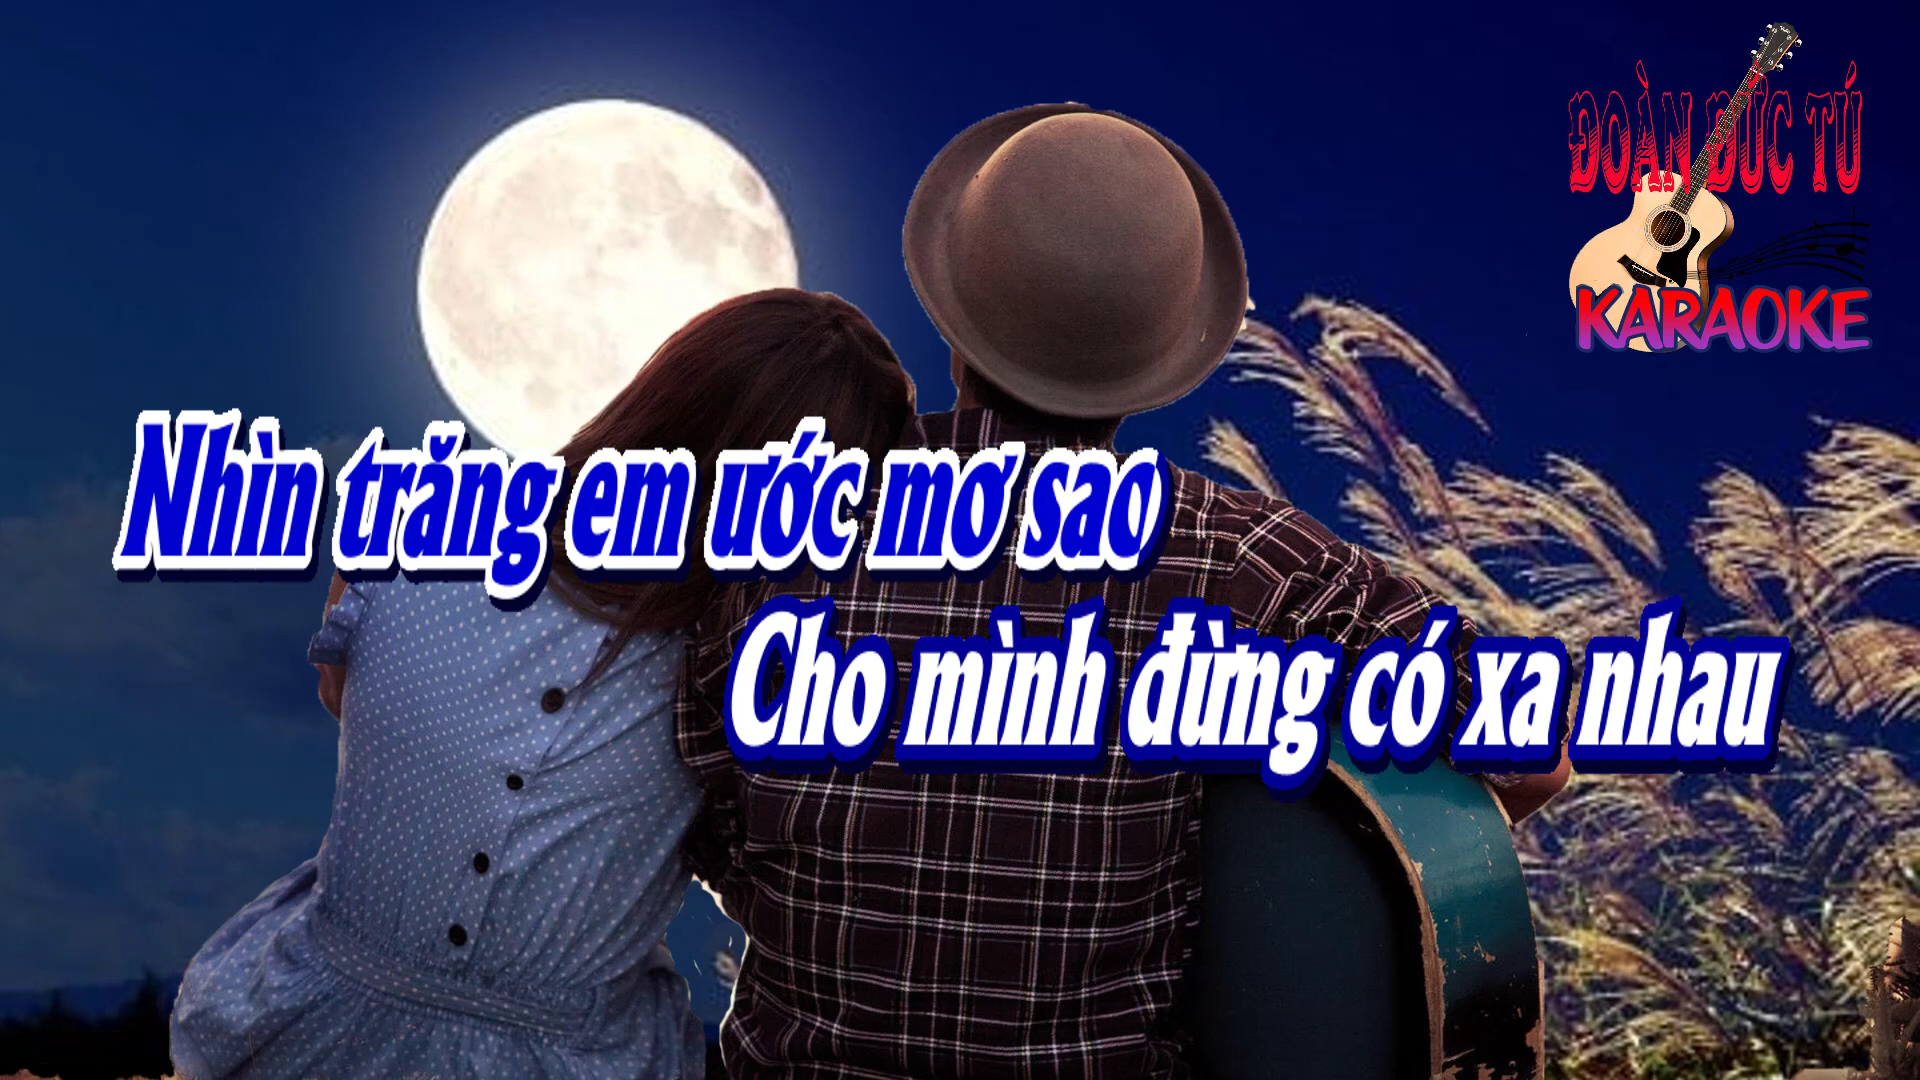 ĐOÀN ĐỨC TÚ
KARAOKE
Nhìn trăng em ước mơ sao
Cho mình đừng có xa nhau